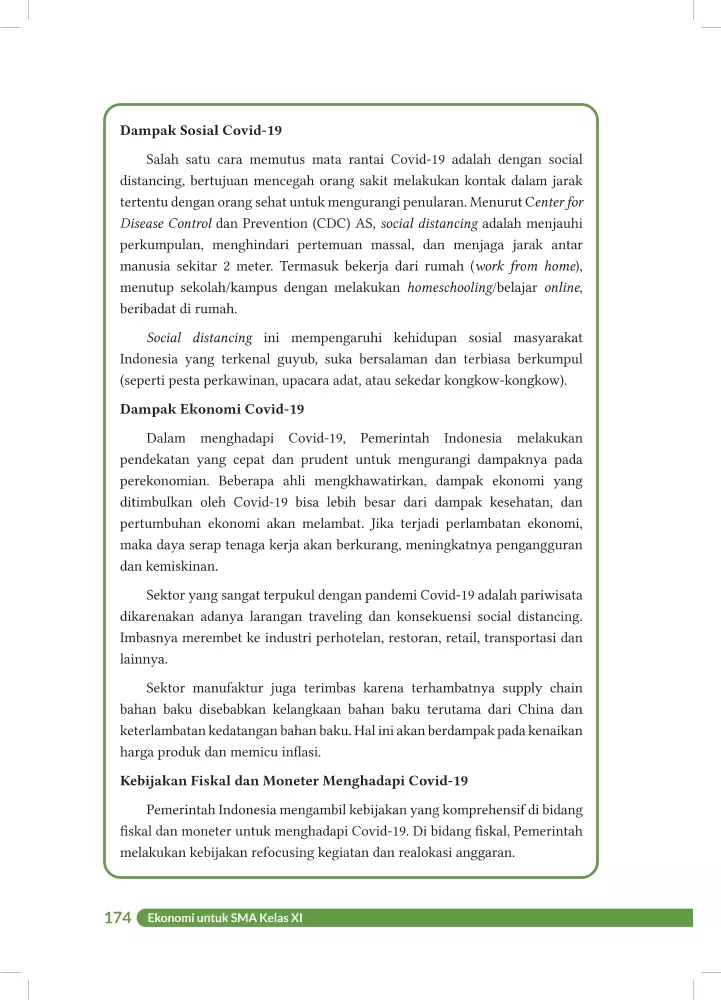 Dampak Sosial Covid-19
Salah satu cara memutus mata rantai Covid-19 adalah dengan social
distancing, bertujuan mencegah orang sakit melakukan kontak dalam jarak
tertentu dengan orang sehat untuk mengurangi penularan. Menurut Center for
Disease Control dan Prevention (CDC) AS, social distancing adalah menjauhi
perkumpulan, menghindari pertemuan massal, dan menjaga jarak antar
manusia sekitar 2 meter. Termasuk bekerja dari rumah (work from home),
menutup sekolah/kampus dengan melakukan homeschooling/belajar online,
beribadat di rumah.
Social distancing ini mempengaruhi kehidupan sosial masyarakat
Indonesia yang terkenal guyub, suka bersalaman dan terbiasa berkumpul
(seperti pesta perkawinan, upacara adat, atau sekedar kongkow-kongkow).
Dampak Ekonomi Covid-19
Dalam menghadapi Covid-19, Pemerintah Indonesia melakukan
pendekatan yang cepat dan prudent untuk mengurangi dampaknya pada
perekonomian. Beberapa ahli mengkhawatirkan, dampak ekonomi yang
ditimbulkan oleh Covid-19 bisa lebih besar dari dampak kesehatan, dan
pertumbuhan ekonomi akan melambat. Jika terjadi perlambatan ekonomi,
maka daya serap tenaga kerja akan berkurang, meningkatnya pengangguran
dan kemiskinan.
Sektor yang sangat terpukul dengan pandemi Covid-19 adalah pariwisata
dikarenakan adanya larangan traveling dan konsekuensi social distancing.
Imbasnya merembet ke industri perhotelan, restoran, retail, transportasi dan
lainnya.
Sektor manufaktur juga terimbas karena terhambatnya supply chain
bahan baku disebabkan kelangkaan bahan baku terutama dari China dan
keterlambatan kedatangan bahan baku. Hal ini akan berdampak pada kenaikan
harga produk dan memicu inflasi.
Kebijakan Fiskal dan Moneter Menghadapi Covid-19
Pemerintah Indonesia mengambil kebijakan yang komprehensif di bidang
fiskal dan moneter untuk menghadapi Covid-19. Di bidang fiskal, Pemerintah
melakukan kebijakan refocusing kegiatan dan realokasi anggaran.
174 Ekonomi untuk SMA Kelas XI